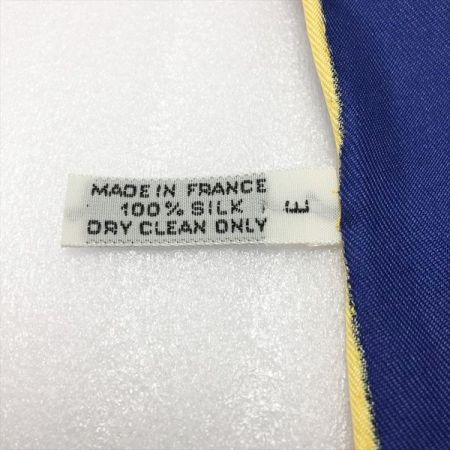 MADE IN FRANCE
100% SILK
DRY CLEAN ONLY
E